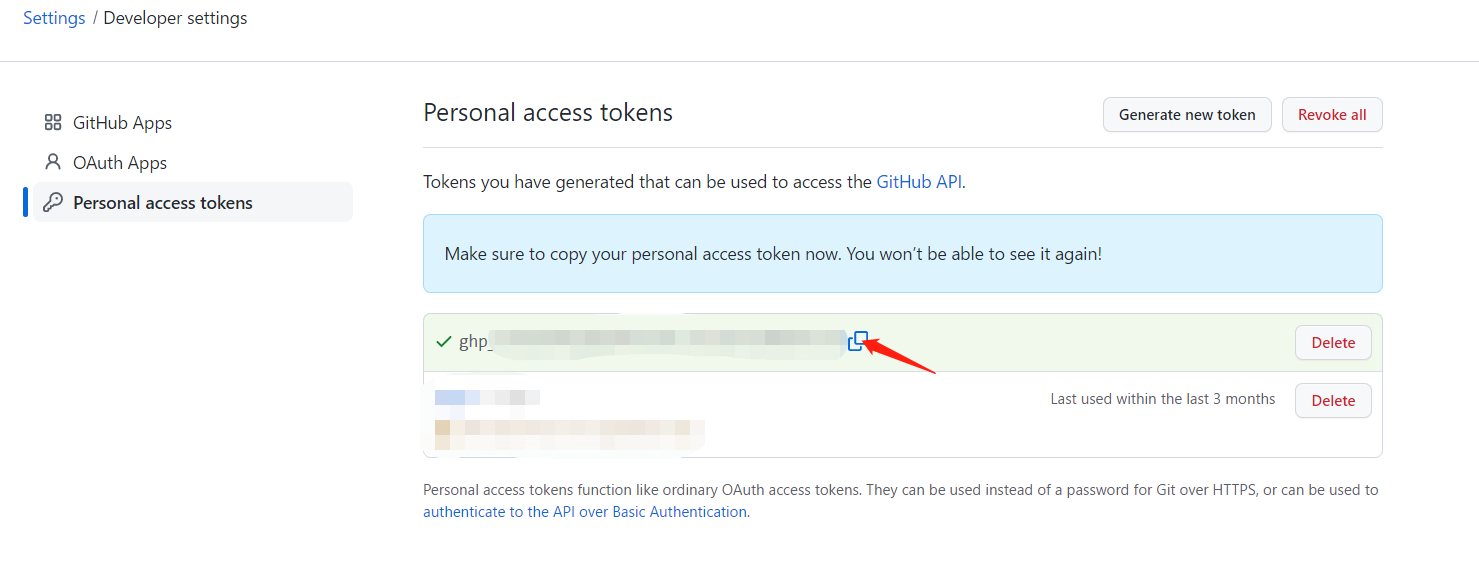 Settings / Developer settings
GitHub Apps
OAuth Apps
Personal access tokens
Personal access tokens
Generate new token
Revoke all
Tokens you have generated that can be used to access the GitHub API.
Make sure to copy your personal access token now. You won’t be able to see it again!
ghp_
Delete
Last used within the last 3 months
Delete
Personal access tokens function like ordinary OAuth access tokens. They can be used instead of a password for Git over HTTPS, or can be used to
authenticate to the API over Basic Authentication.